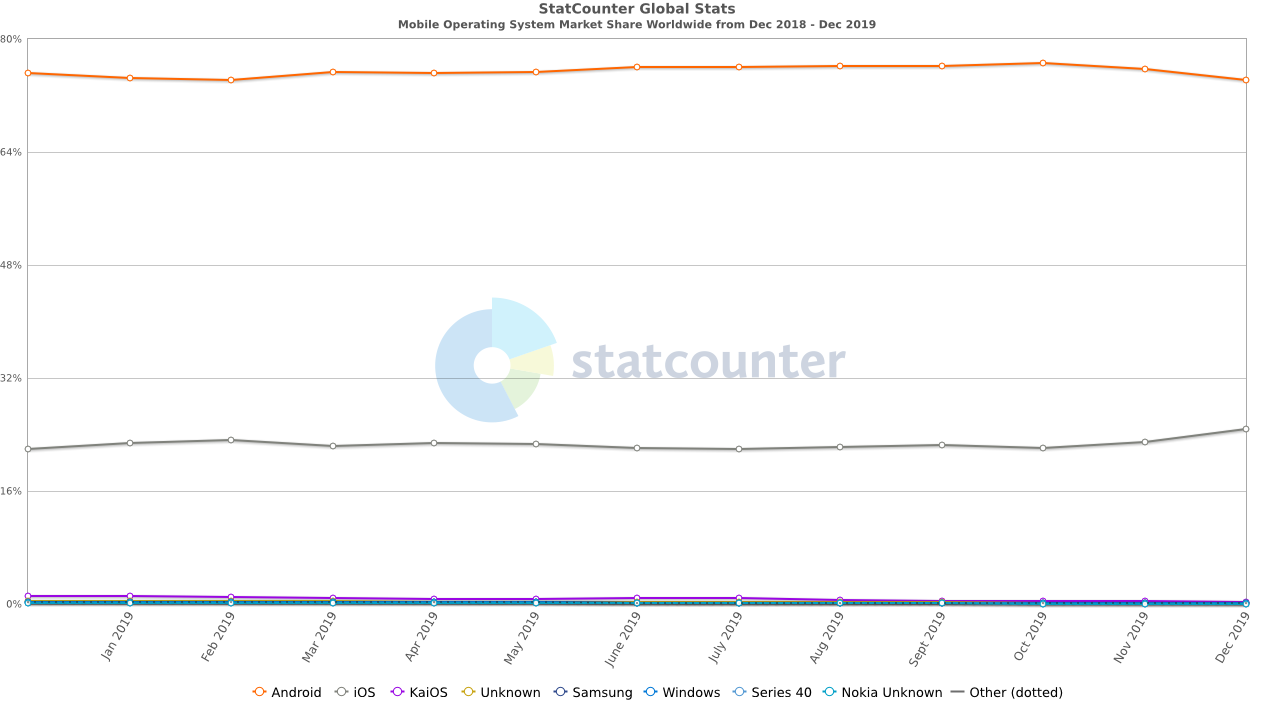 StatCounter Global Stats
Mobile Operating System Market Share Worldwide from Dec 2018 - Dec 2019
80%
64%
48%
statcounter
32%
16%
0%
Jan 2019 Feb 2019 Mar 2019 Apr 2019 May 2019 June 2019 July 2019 Aug 2019 Sept 2019 Oct 2019 Nov 2019 Dec 2019
Android iOS KaiOS Unknown Samsung Windows Series 40 Nokia Unknown Other (dotted)